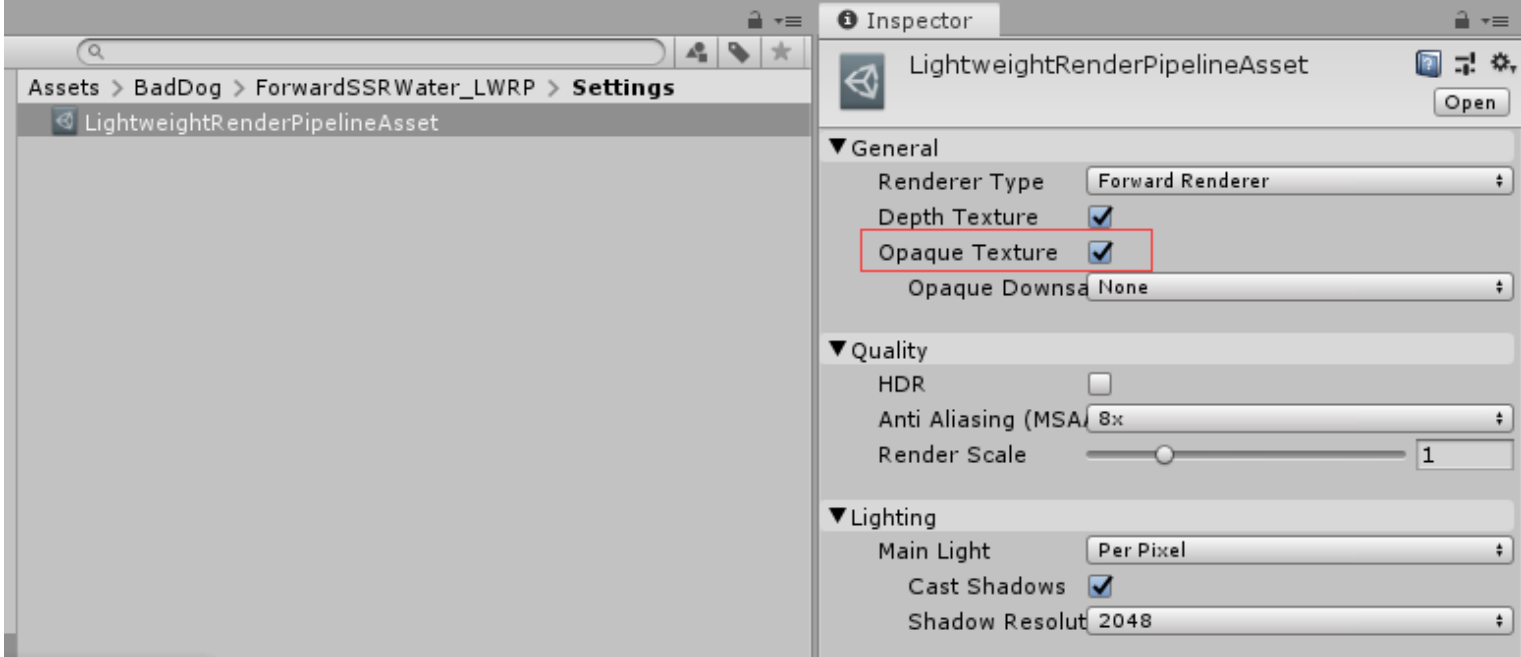 Assets > BadDog > ForwardSSRWater_LWRP > Settings
LightweightRenderPipelineAsset
Inspector
LightweightRenderPipelineAsset
Open
General
Renderer Type Forward Renderer
Depth Texture
Opaque Texture
Opaque Downsa None
Quality
HDR
Anti Aliasing (MSAA 8x
Render Scale 1
Lighting
Main Light Per Pixel
Cast Shadows
Shadow Resolut 2048